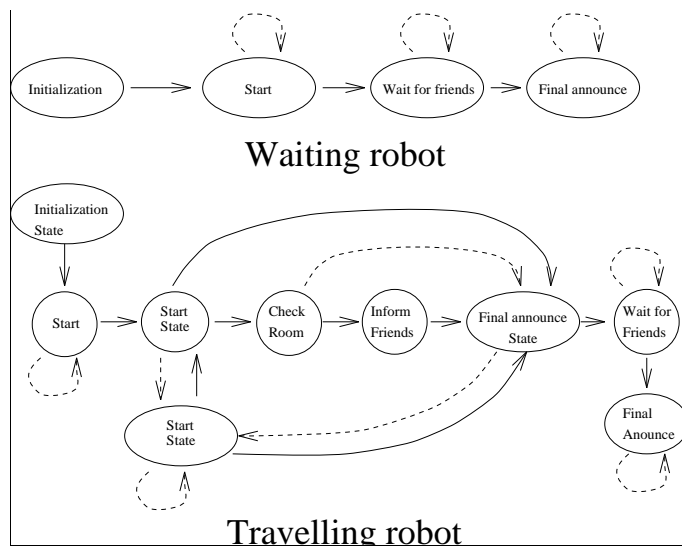 Initialization
Start
Wait for friends
Final announce
Waiting robot
Initialization
State
Start
Start
State
Check
Room
Inform
Friends
Final announce
State
Wait for
Friends
Start
State
Final
Anounce
Travelling robot